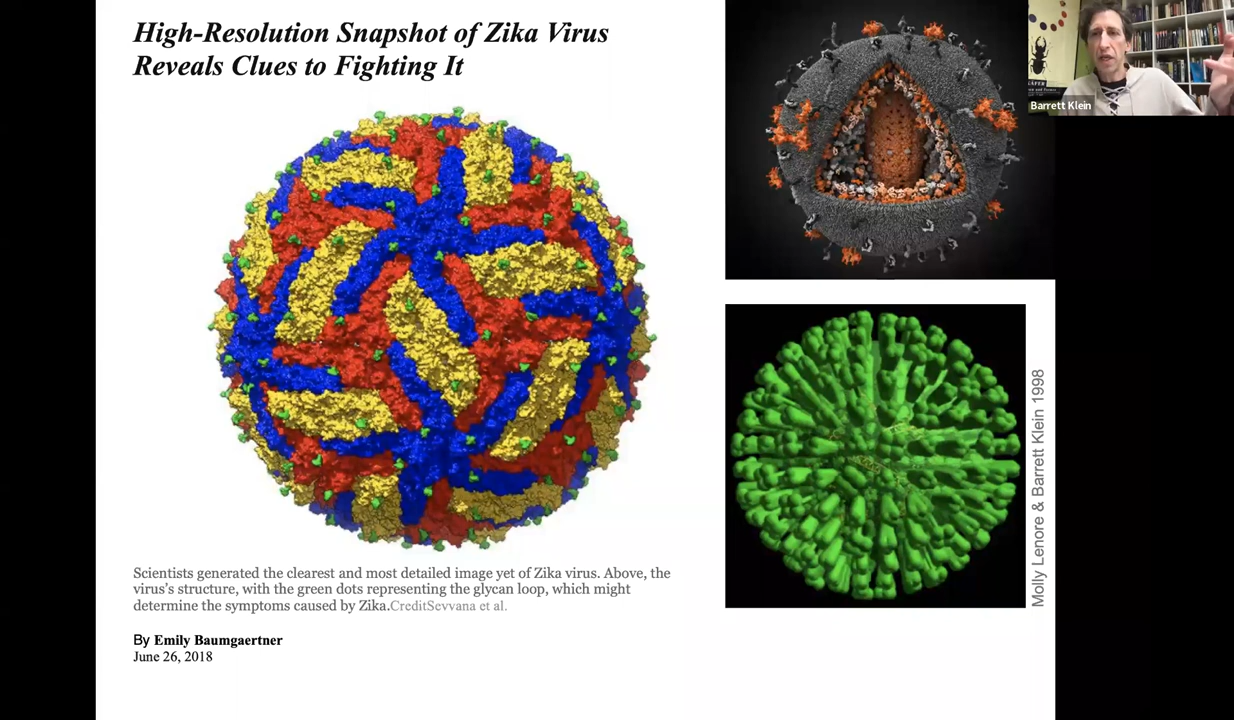 High-Resolution Snapshot of Zika Virus
Reveals Clues to Fighting It
Scientists generated the clearest and most detailed image yet of Zika virus. Above, the
virus's structure, with the green dots representing the glycan loop, which might
determine the symptoms caused by Zika.CreditSevvana et al.
By Emily Baumgaertner
June 26, 2018
Molly Lenore & Barrett Klein 1998
Barrett Klein